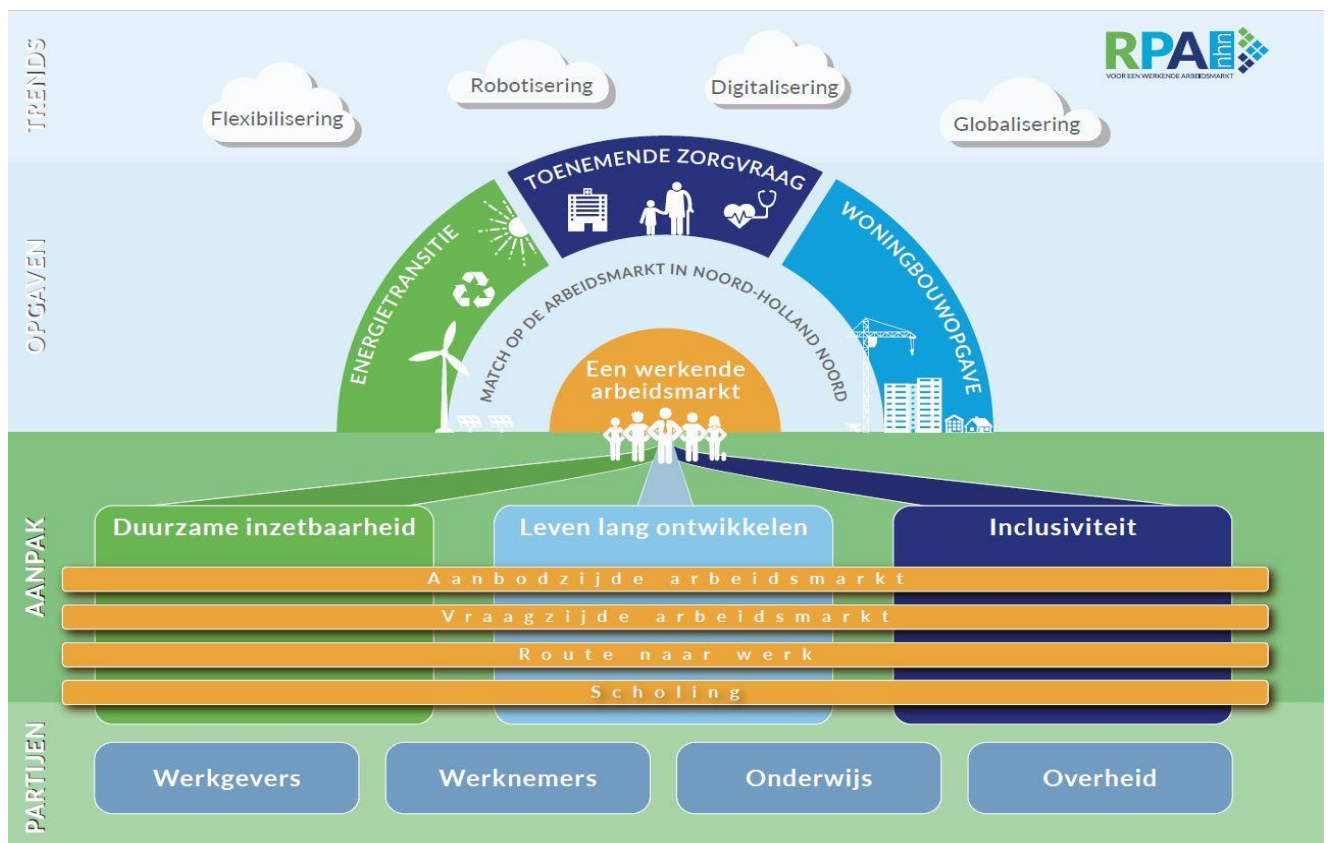 TRENDS
Flexibilisering
Robotisering
Digitalisering
Globalisering
RPA nhn
VOOR EEN WERKENDE ARBEIDSMARKT
OPGAVEN
ENERGIETRANSITIE
TOENEMENDE ZORGVRAAG
WONINGBOUWOPGAVE
MATCH OP DE ARBEIDSMARKT IN NOORD-HOLLAND NOORD
Een werkende
arbeidsmarkt
AANPAK
Duurzame inzetbaarheid
Leven lang ontwikkelen
Inclusiviteit
Aanbodzijde arbeidsmarkt
Vraagzijde arbeidsmarkt
Route naar werk
Scholing
PARTIJEN
Werkgevers
Werknemers
Onderwijs
Overheid